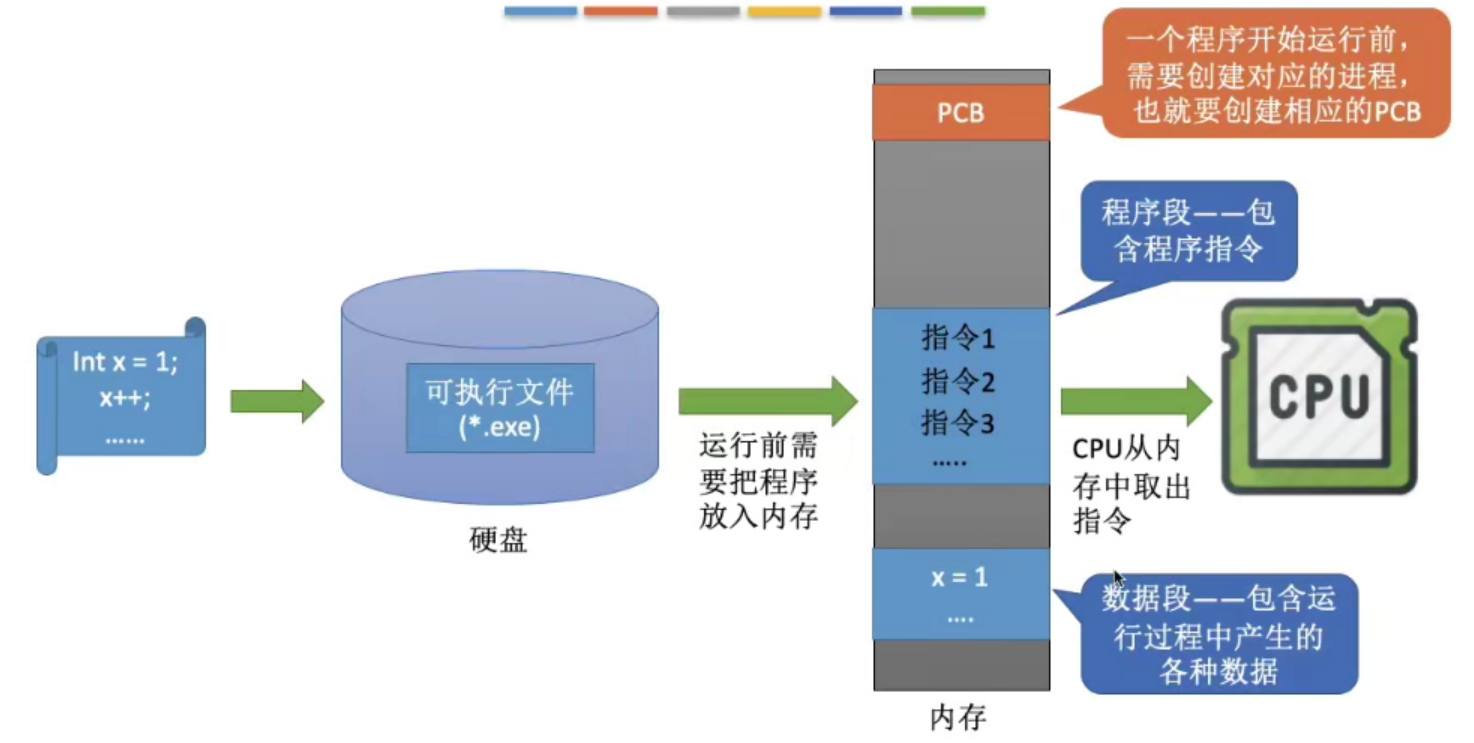 一个程序开始运行前，
需要创建对应的进程，
也就要创建相应的PCB
PCB
程序段——包
含程序指令
Int x = 1;
x++;
……
可执行文件
(*.exe)
硬盘
运行前需
要把程序
放入内存
指令1
指令2
指令3
…..
CPU从内
存中取出
指令
CPU
x = 1
….
数据段——包含运
行过程中产生的
各种数据
内存